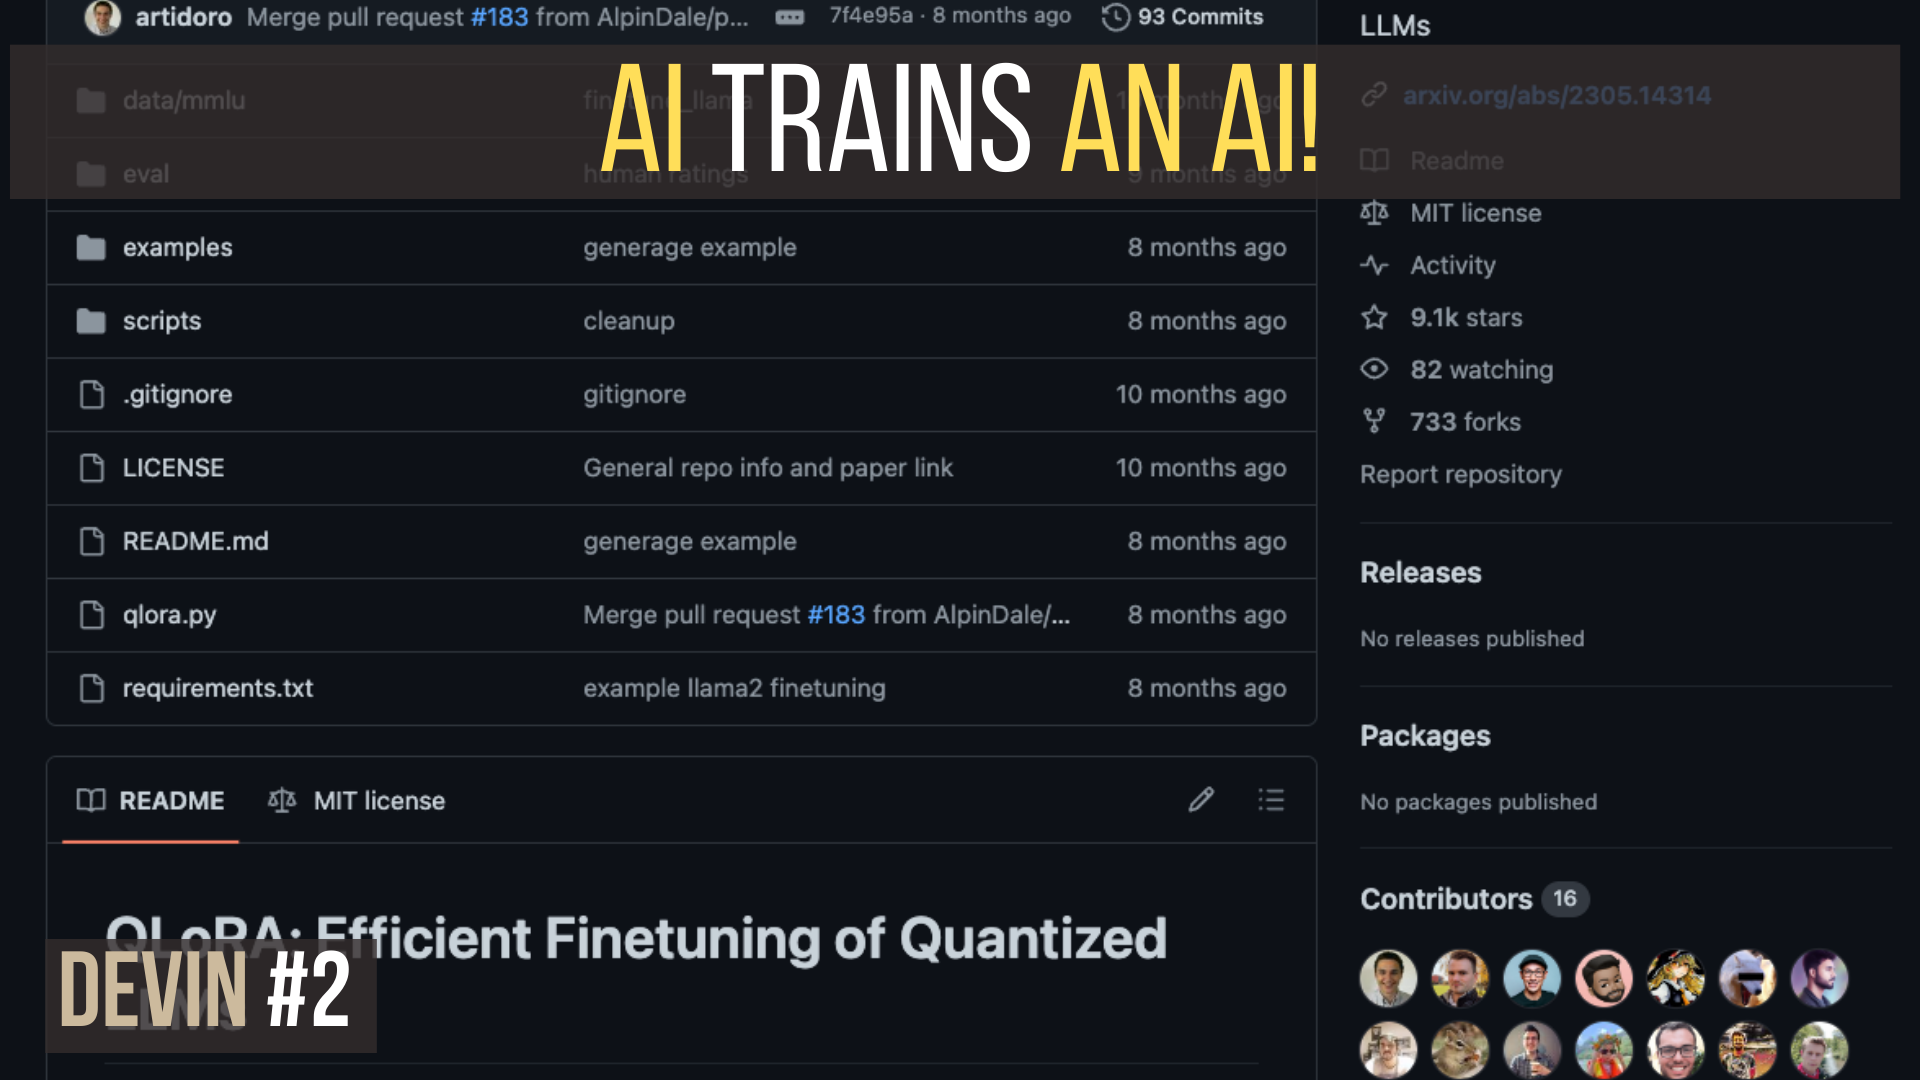 artidoro Merge pull request #183 from AlpinDale/p... 7f4e95a · 8 months ago 93 Commits
LLMs
AI TRAINS AN AI!
data/mmlu
arxiv.org/abs/2305.14314
eval human ratings 9 months ago
Readme
examples generage example 8 months ago
MIT license
Activity
scripts cleanup 8 months ago
9.1k stars
82 watching
.gitignore gitignore 10 months ago
733 forks
LICENSE General repo info and paper link 10 months ago
Report repository
README.md generage example 8 months ago
Releases
qlora.py Merge pull request #183 from AlpinDale/... 8 months ago
No releases published
requirements.txt example llama2 finetuning 8 months ago
Packages
README MIT license
No packages published
Contributors 16
QLoRA: Efficient Finetuning of Quantized
LLMs
DEVIN #2